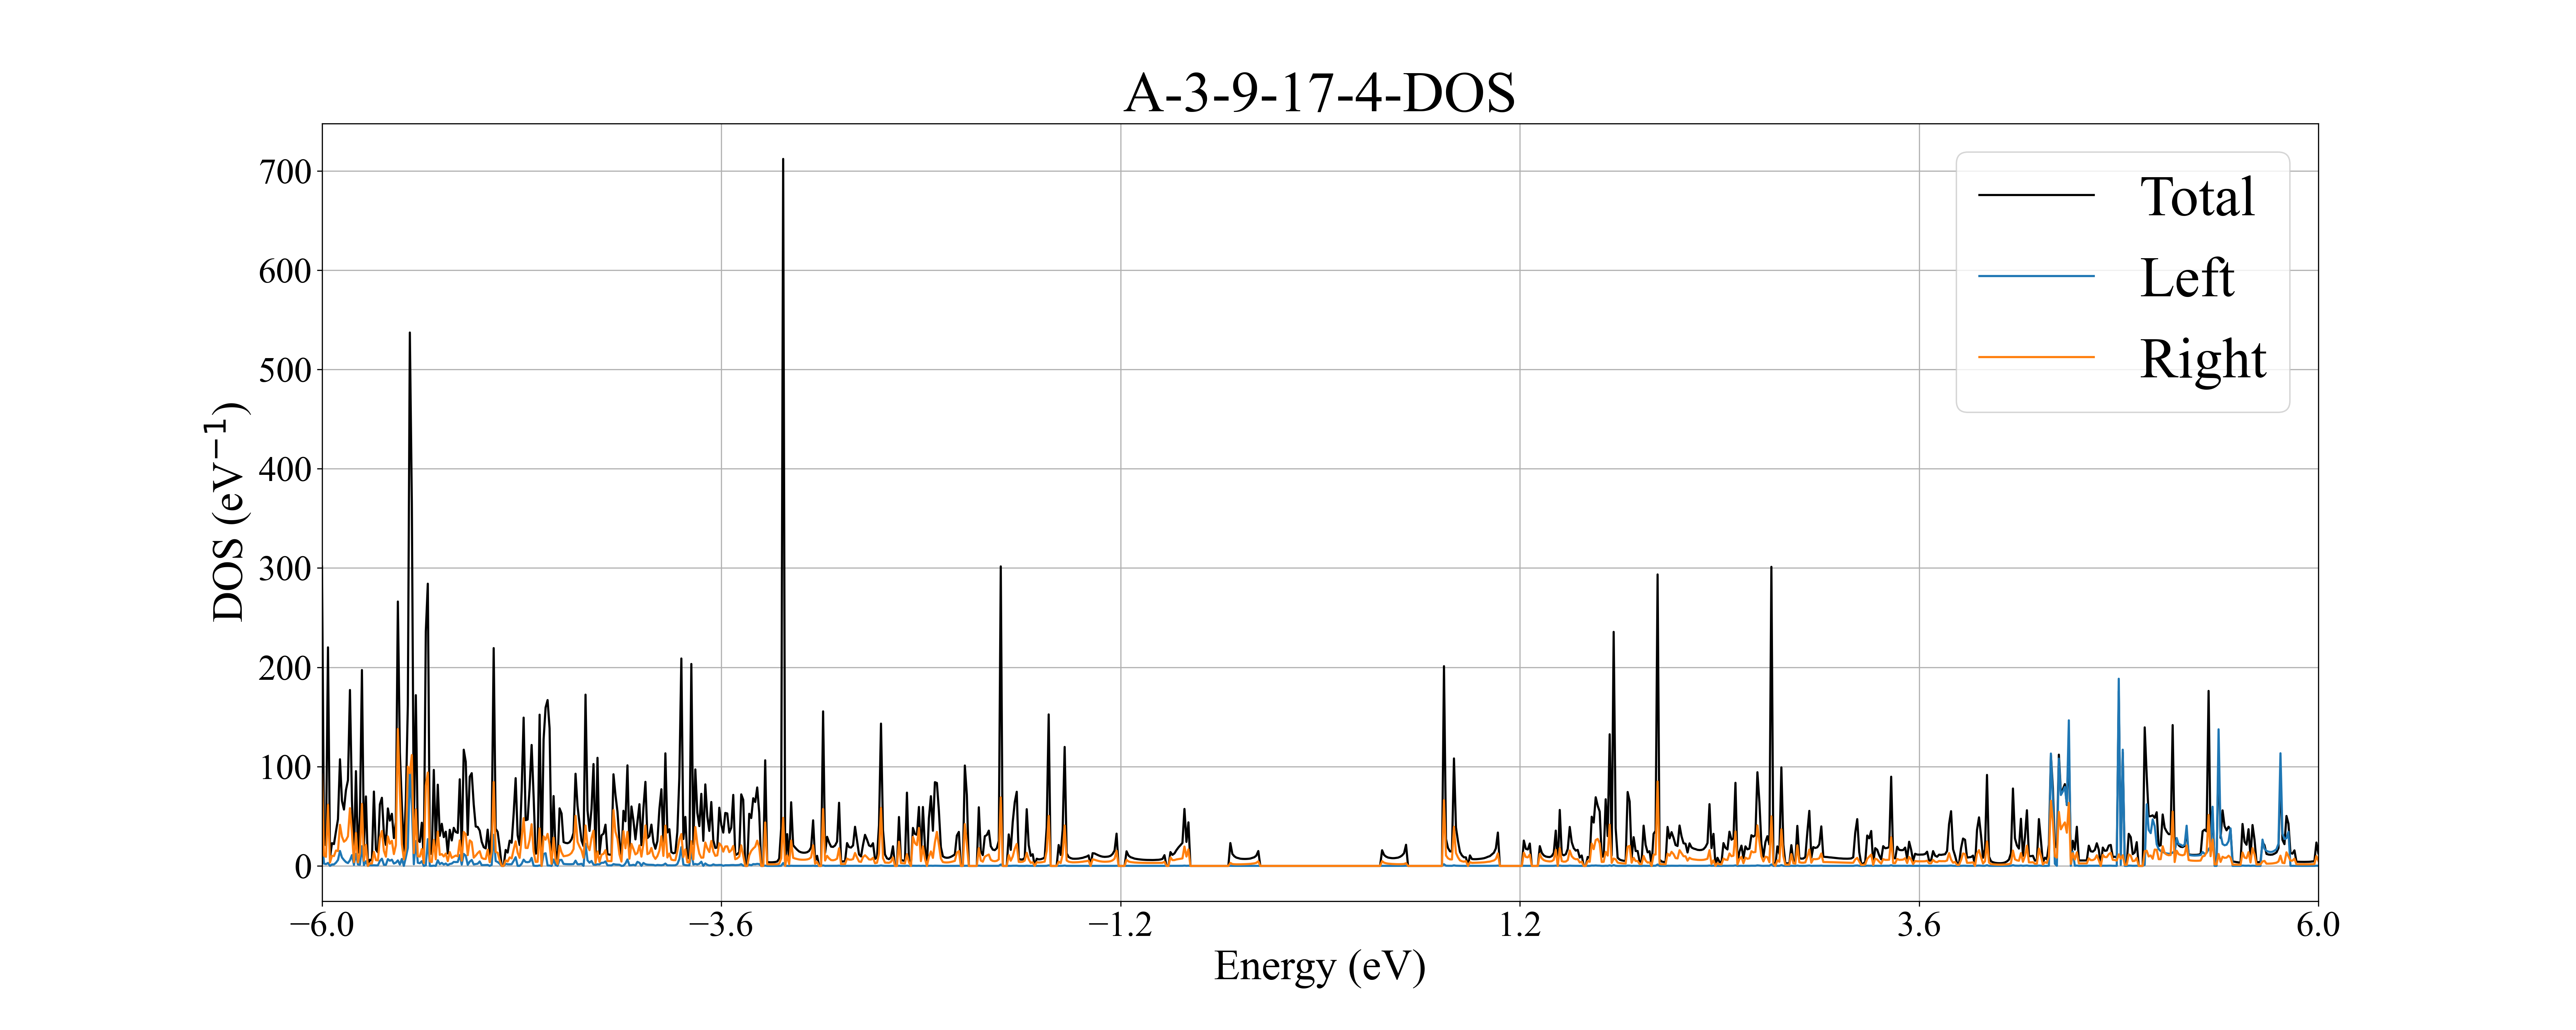 A-3-9-17-4-DOS
700
600
500
400
300
200
100
0
DOS (eV⁻¹)
Total
Left
Right
−6.0
−3.6
−1.2
1.2
3.6
6.0
Energy (eV)